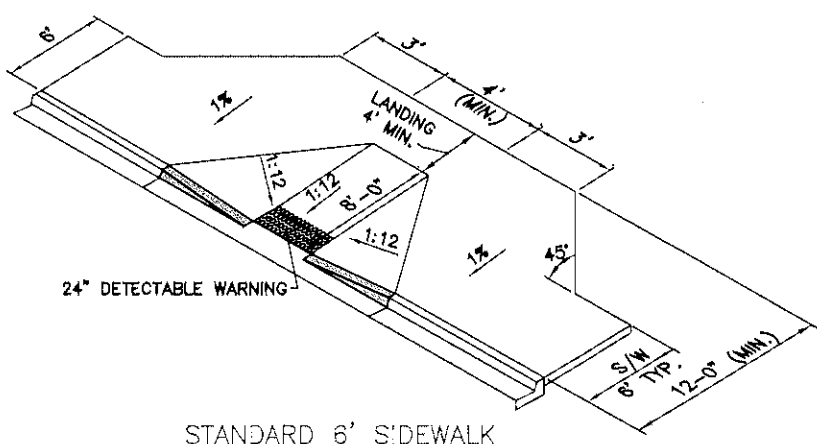 6'
3'
4'
(MIN.)
3'
LANDING
4' MIN.
1%
1:12
1:12
8'-0"
1:12
1%
45°
24" DETECTABLE WARNING
S/W
6' TYP.
12-0" (MIN.)
STANDARD 6' SIDEWALK